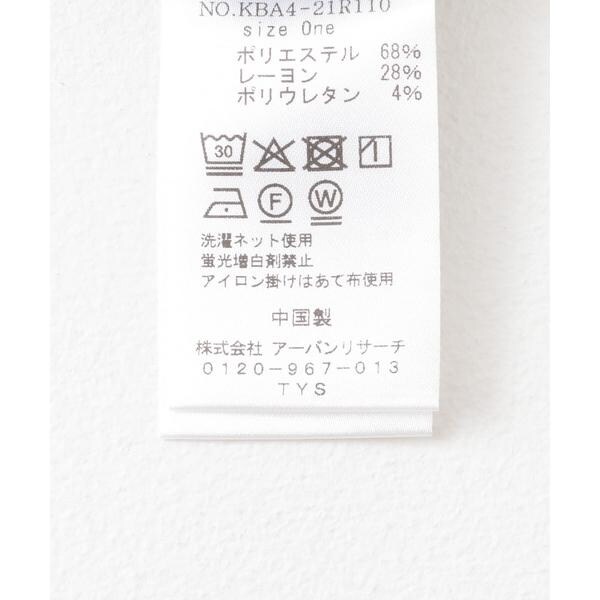 NO.KBA4-21R110
size One
ポリエステル 68%
レーヨン 28%
ポリウレタン 4%
30
F W
洗濯ネット使用
蛍光増白剤禁止
アイロン掛けはあて布使用
中国製
株式会社 アーバンリサーチ
0120-967-013
TYS